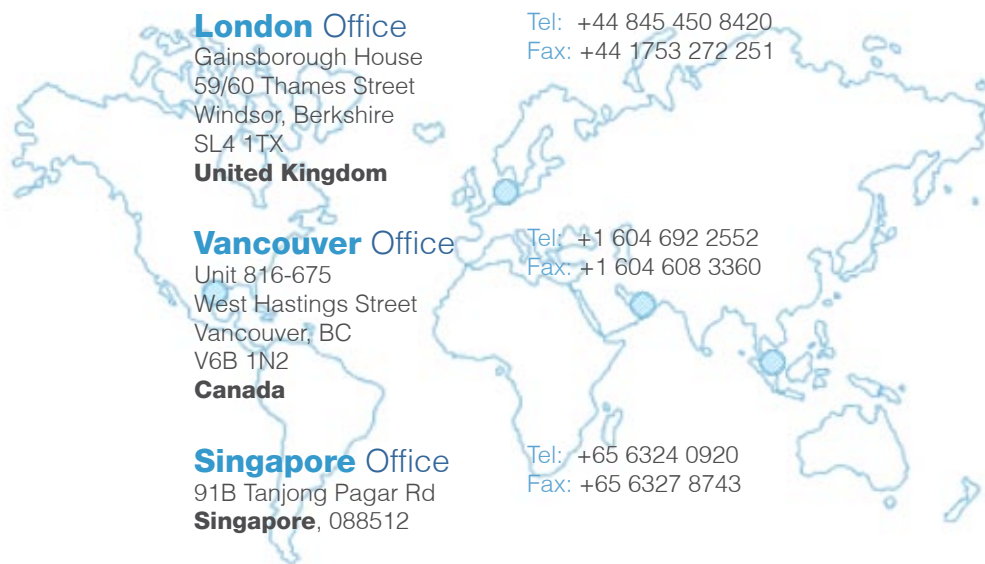 London Office
Gainsborough House
59/60 Thames Street
Windsor, Berkshire
SL4 1TX
United Kingdom
Tel: +44 845 450 8420
Fax: +44 1753 272 251
Vancouver Office
Unit 816-675
West Hastings Street
Vancouver, BC
V6B 1N2
Canada
Tel: +1 604 692 2552
Fax: +1 604 608 3360
Singapore Office
91B Tanjong Pagar Rd
Singapore, 088512
Tel: +65 6324 0920
Fax: +65 6327 8743